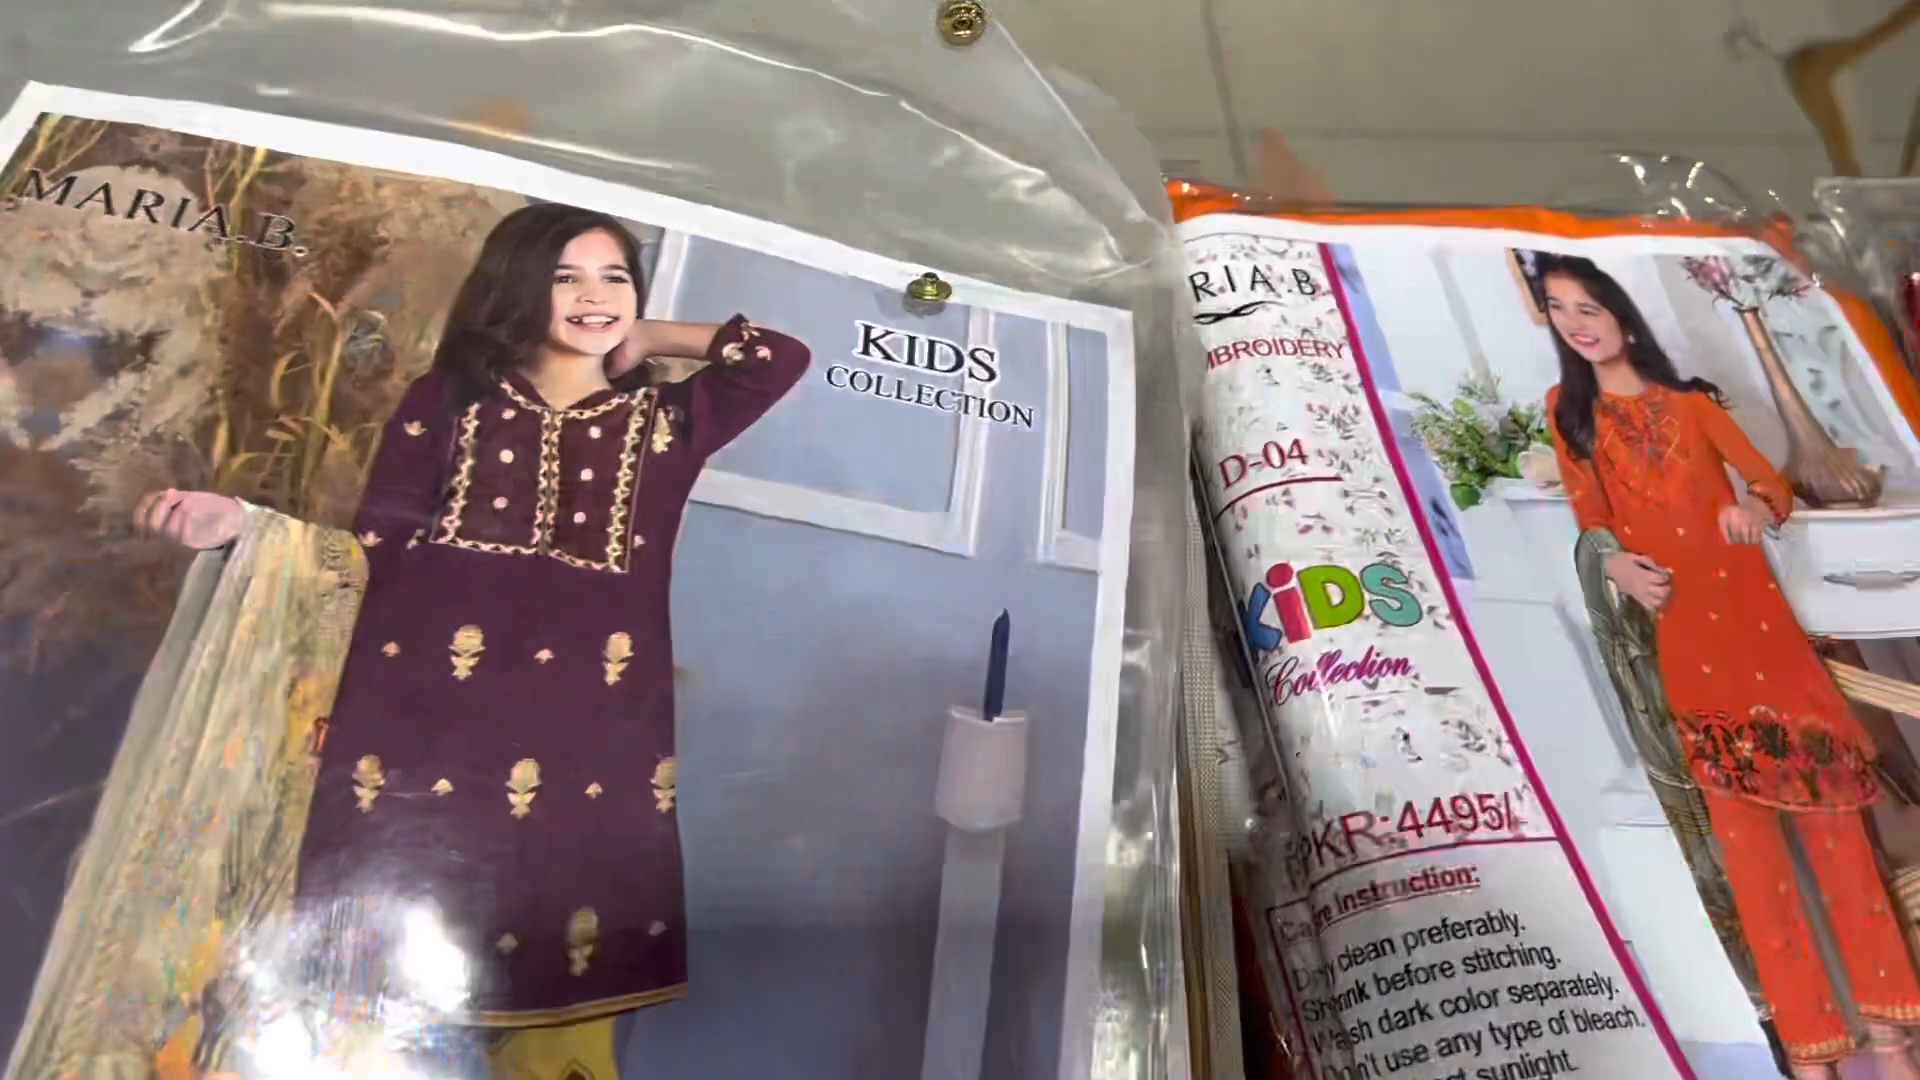 MARIA.B.
KIDS
COLLECTION
RIA.B
MBROIDERY
D-04
KiDS
Collection
PKR:4495/
Care Instruction:
Dry clean preferably.
Shrink before stitching.
Wash dark color separately.
Don't use any type of bleach.
sunlight.